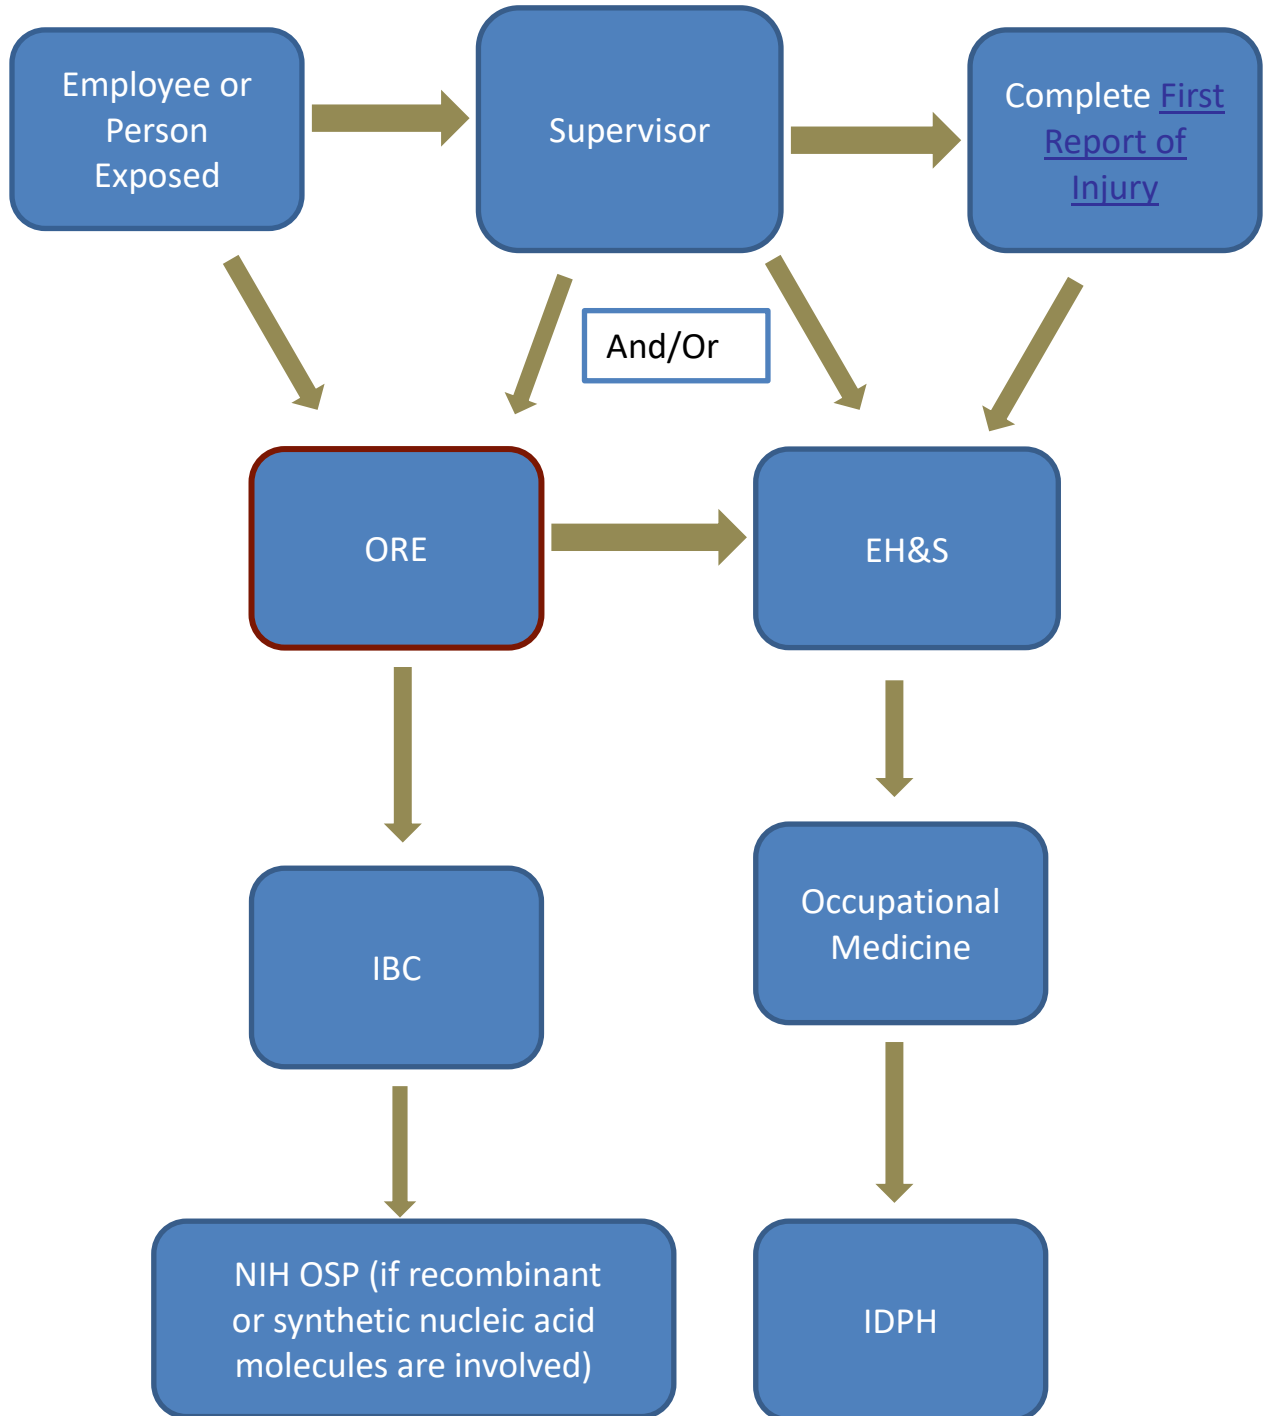 Employee or
Person
Exposed
Supervisor
Complete First
Report of
Injury
And/Or
ORE
EH&S
IBC
Occupational
Medicine
NIH OSP (if recombinant
or synthetic nucleic acid
molecules are involved)
IDPH